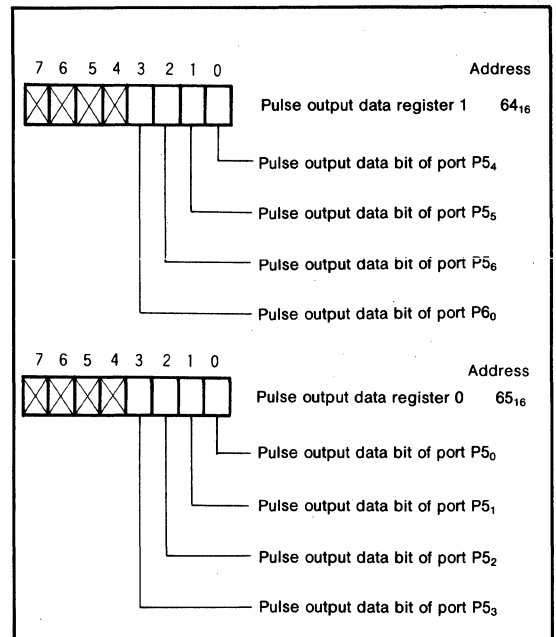 7 6 5 4 3 2 1 0 Address
Pulse output data register 1 64₁₆
Pulse output data bit of port P5₄
Pulse output data bit of port P5₅
Pulse output data bit of port P5₆
Pulse output data bit of port P6₀
7 6 5 4 3 2 1 0 Address
Pulse output data register 0 65₁₆
Pulse output data bit of port P5₀
Pulse output data bit of port P5₁
Pulse output data bit of port P5₂
Pulse output data bit of port P5₃